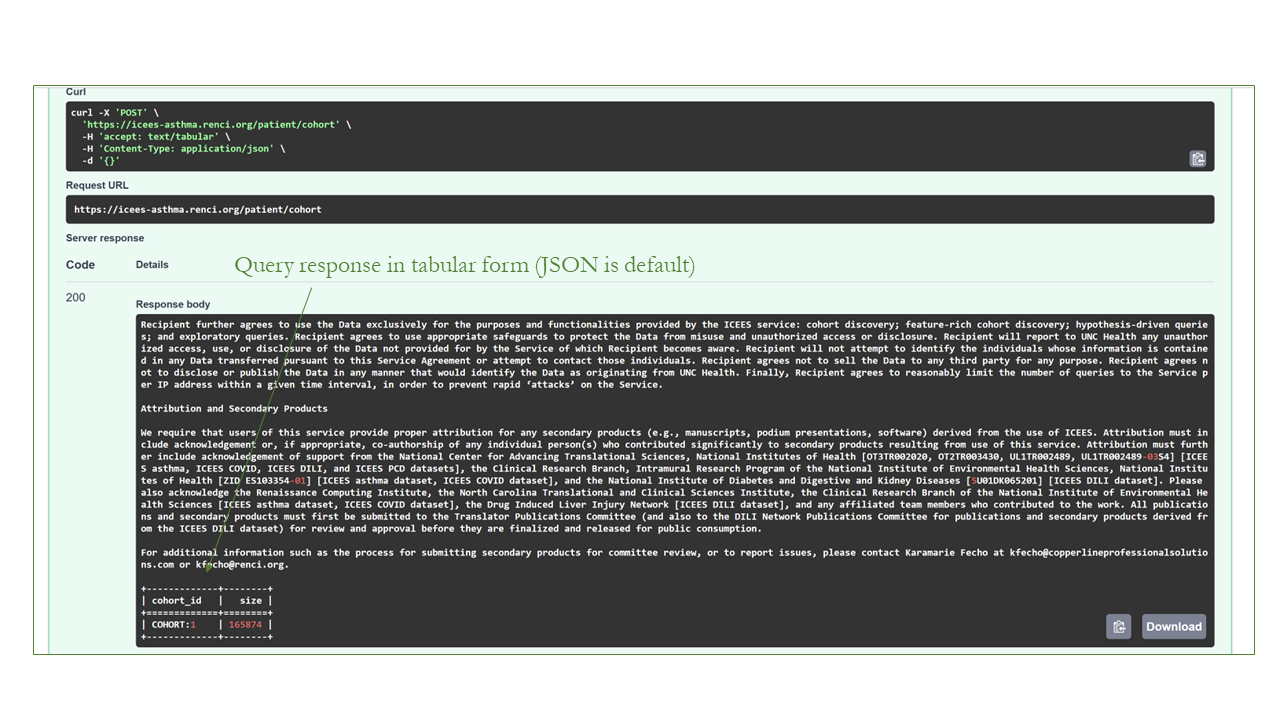 Curl
curl -X 'POST' \
'https://icees-asthma.renci.org/patient/cohort' \
-H 'accept: text/tabular' \
-H 'Content-Type: application/json' \
-d '{}'
Request URL
https://icees-asthma.renci.org/patient/cohort
Server response
Code Details
Query response in tabular form (JSON is default)
200
Response body
Recipient further agrees to use the Data exclusively for the purposes and functionalities provided by the ICEES service: cohort discovery; feature-rich cohort discovery; hypothesis-driven querie
s; and exploratory queries. Recipient agrees to use appropriate safeguards to protect the Data from misuse and unauthorized access or disclosure. Recipient will report to UNC Health any unauthor
ized access, use, or disclosure of the Data not provided for by the Service of which Recipient becomes aware. Recipient will not attempt to identify the individuals whose information is containe
d in any Data transferred pursuant to this Service Agreement or attempt to contact those individuals. Recipient agrees not to sell the Data to any third party for any purpose. Recipient agrees n
ot to disclose or publish the Data in any manner that would identify the Data as originating from UNC Health. Finally, Recipient agrees to reasonably limit the number of queries to the Service p
er IP address within a given time interval, in order to prevent rapid ‘attacks’ on the Service.
Attribution and Secondary Products
We require that users of this service provide proper attribution for any secondary products (e.g., manuscripts, podium presentations, software) derived from the use of ICEES. Attribution must in
clude acknowledgement or, if appropriate, co-authorship of any individual person(s) who contributed significantly to secondary products resulting from use of this service. Attribution must furth
er include acknowledgement of support from the National Center for Advancing Translational Sciences, National Institutes of Health [OT3TR002020, OT2TR003430, UL1TR002489, UL1TR002489-03S4] [ICEE
S asthma, ICEES COVID, ICEES DILI, and ICEES PCD datasets], the Clinical Research Branch, Intramural Research Program of the National Institute of Environmental Health Sciences, National Institu
tes of Health [ZID ES103354-01] [ICEES asthma dataset, ICEES COVID dataset], and the National Institute of Diabetes and Digestive and Kidney Diseases [5U01DK065201] [ICEES DILI dataset]. Please
also acknowledge the Renaissance Computing Institute, the North Carolina Translational and Clinical Sciences Institute, the Clinical Research Branch of the National Institute of Environmental He
alth Sciences [ICEES asthma dataset, ICEES COVID dataset], the Drug Induced Liver Injury Network [ICEES DILI dataset], and any affiliated team members who contributed to the work. All publicatio
ns and secondary products must first be submitted to the Translator Publications Committee (and also to the DILI Network Publications Committee for publications and secondary products derived fr
om the ICEES DILI dataset) for review and approval before they are finalized and released for public consumption.
For additional information such as the process for submitting secondary products for committee review, or to report issues, please contact Karamarie Fecho at kfecho@copperlineprofessionalsolutio
ns.com or kfecho@renci.org.
+-------------+--------+
| cohort_id | size |
+=============+========+
| COHORT:1 | 165874 |
+-------------+--------+
Download